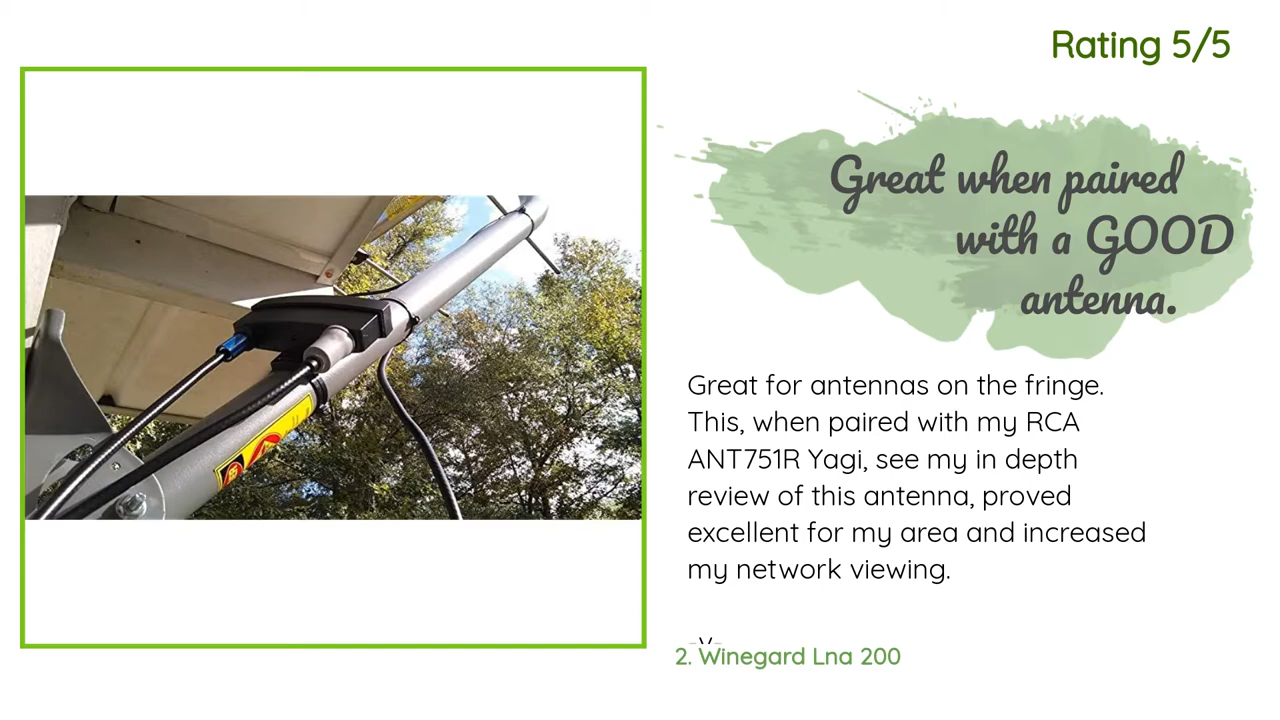 Rating 5/5
Great when paired
with a GOOD
antenna.
Great for antennas on the fringe.
This, when paired with my RCA
ANT751R Yagi, see my in depth
review of this antenna, proved
excellent for my area and increased
my network viewing.
2. Winegard Lna 200